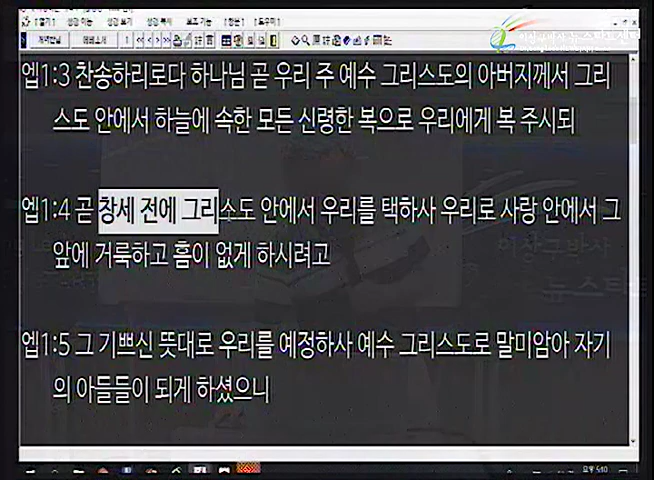 엡1:3 찬송하리로다 하나님 곧 우리 주 예수 그리스도의 아버지께서 그리
스도 안에서 하늘에 속한 모든 신령한 복으로 우리에게 복 주시되
엡1:4 곧 창세 전에 그리스도 안에서 우리를 택하사 우리로 사랑 안에서 그
앞에 거룩하고 흠이 없게 하시려고
엡1:5 그 기쁘신 뜻대로 우리를 예정하사 예수 그리스도로 말미암아 자기
의 아들들이 되게 하셨으니
오후 5:10